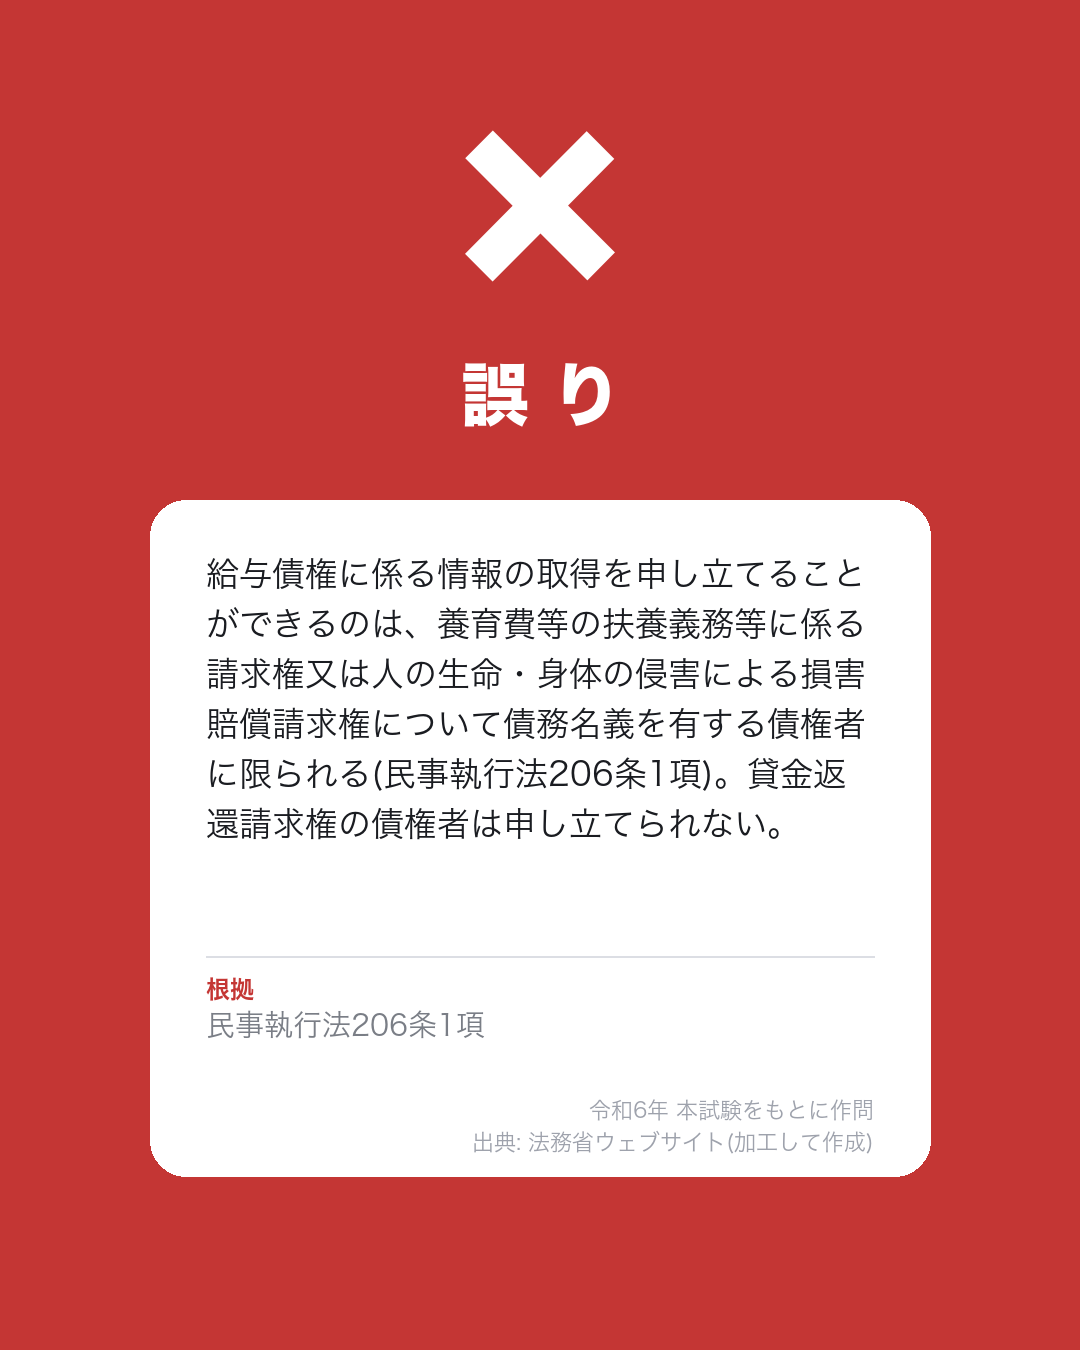 誤り
給与債権に係る情報の取得を申し立てること
ができるのは、養育費等の扶養義務等に係る
請求権又は人の生命・身体の侵害による損害
賠償請求権について債務名義を有する債権者
に限られる(民事執行法206条1項)。貸金返
還請求権の債権者は申し立てられない。
根拠
民事執行法206条1項
令和6年 本試験をもとに作問
出典: 法務省ウェブサイト(加工して作成)